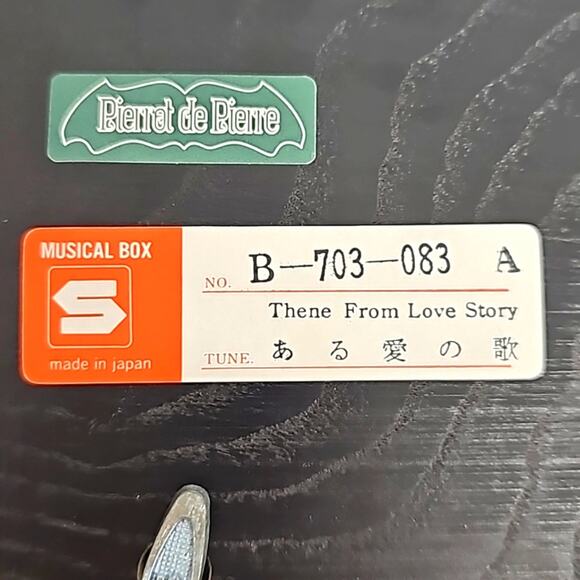 Pierrat de Pierre
MUSICAL BOX
made in japan
NO. B-703-083 A
Thene From Love Story
TUNE. ある愛の歌